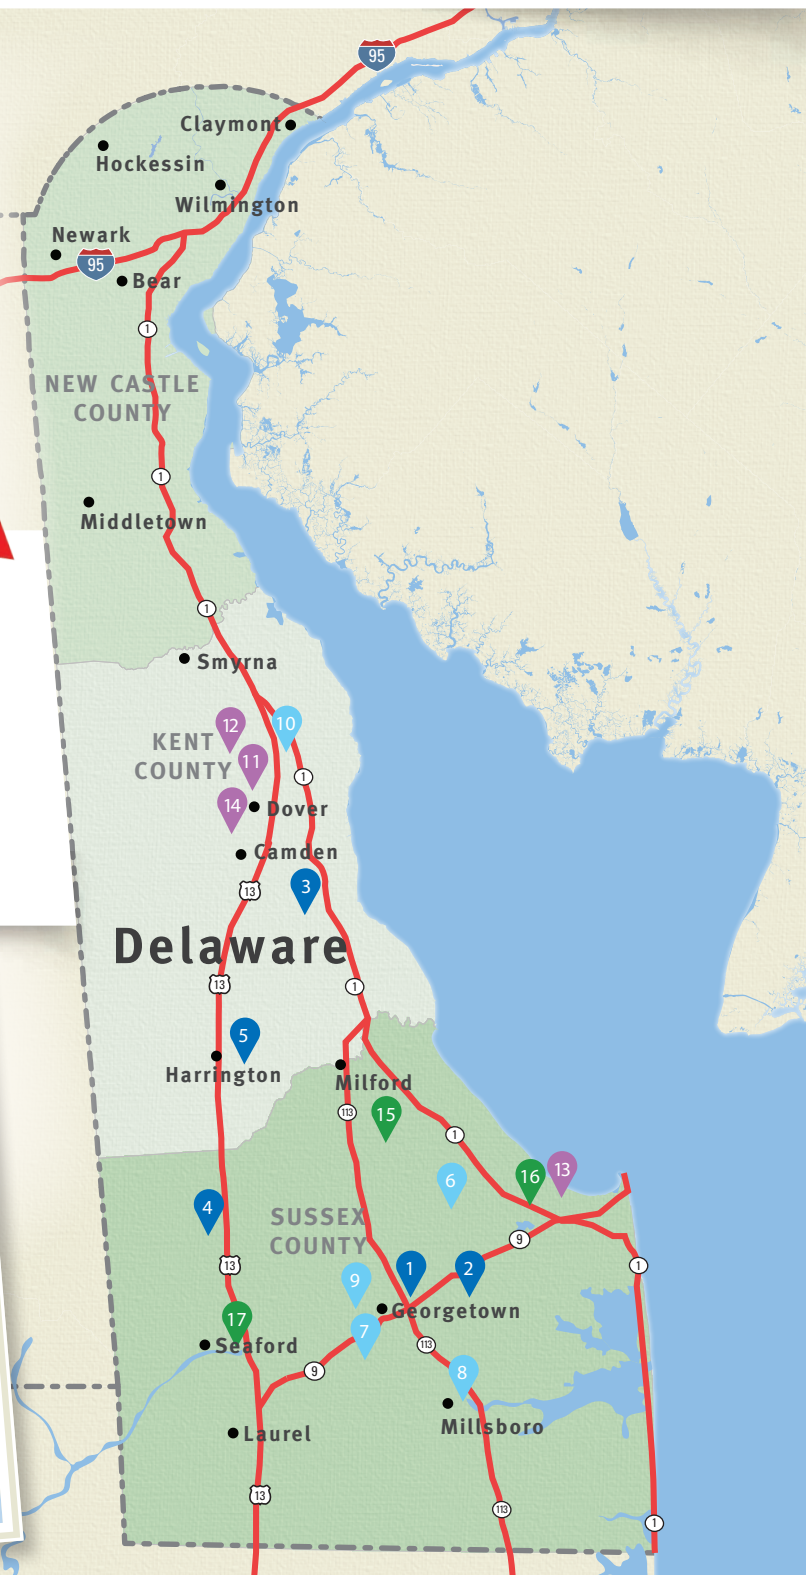 95
Claymont
Hockessin
Wilmington
Newark
95
Bear
1
NEW CASTLE
COUNTY
1
Middletown
1
Smyrna
12
10
KENT
COUNTY
11
1
14
Dover
Camden
13
3
Delaware
13
1
5
Harrington
Milford
113
15
1
6
16
13
4
SUSSEX
COUNTY
9
13
1
2
1
9
Georgetown
17
7
Seaford
113
9
8
Millsboro
Laurel
13
113
1